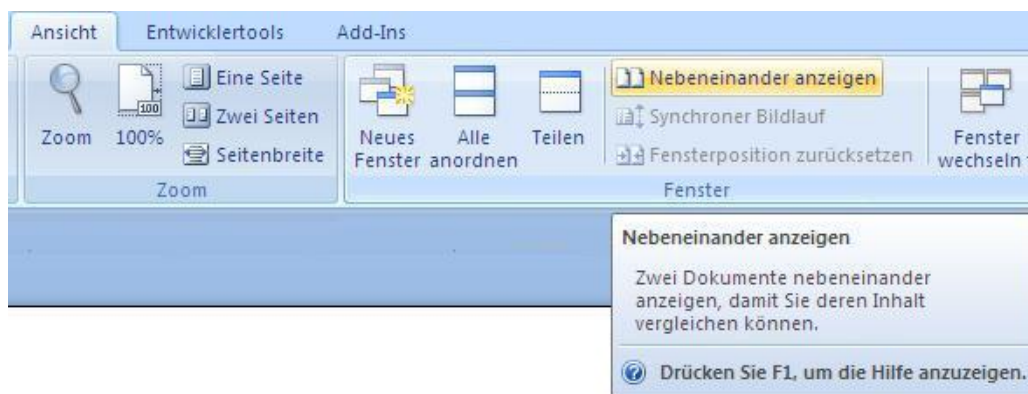 Ansicht Entwicklertools Add-Ins
Zoom
100
100%
Eine Seite
Zwei Seiten
Seitenbreite
Zoom
Neues
Fenster
Alle
anordnen
Teilen
Nebeneinander anzeigen
Synchroner Bildlauf
Fensterposition zurücksetzen
Fenster
wechseln
Fenster
Nebeneinander anzeigen
Zwei Dokumente nebeneinander
anzeigen, damit Sie deren Inhalt
vergleichen können.
Drücken Sie F1, um die Hilfe anzuzeigen.